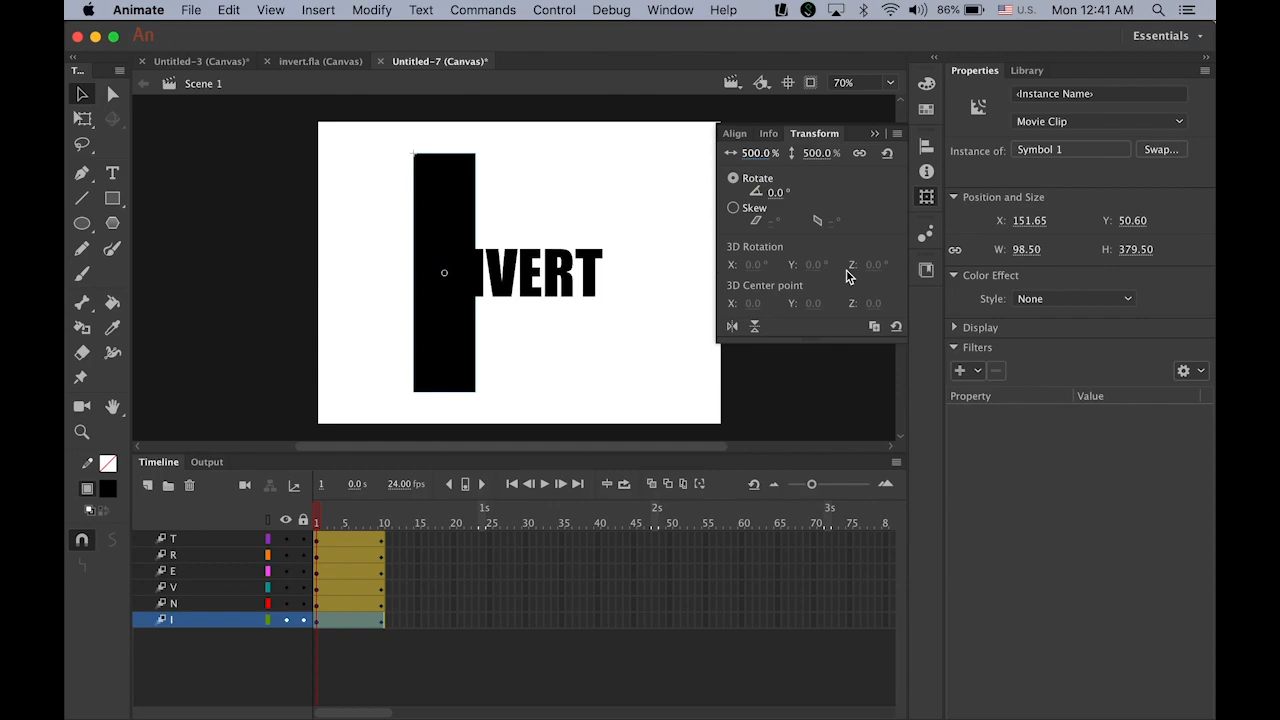 Animate File Edit View Insert Modify Text Commands Control Debug Window Help 86% U.S. Mon 12:41 AM
An Essentials
T... Untitled-3 (Canvas)* invert.fla (Canvas) Untitled-7 (Canvas)*
Scene 1 70%
Properties Library
‹Instance Name›
Movie Clip
Instance of: Symbol 1 Swap...
Position and Size
X: 151.65 Y: 50.60
W: 98.50 H: 379.50
Color Effect
Style: None
Display
Filters
Property Value
Align Info Transform
500.0 % 500.0 %
Rotate
0.0 °
Skew
- ° - °
3D Rotation
X: 0.0 ° Y: 0.0 ° Z: 0.0 °
3D Center point
X: 0.0 Y: 0.0 Z: 0.0
IVERT
Timeline Output
1 0.0 s 24.00 fps
1s 2s 3s
1 5 10 15 20 25 30 35 40 45 50 55 60 65 70 75 8
T
R
E
V
N
I